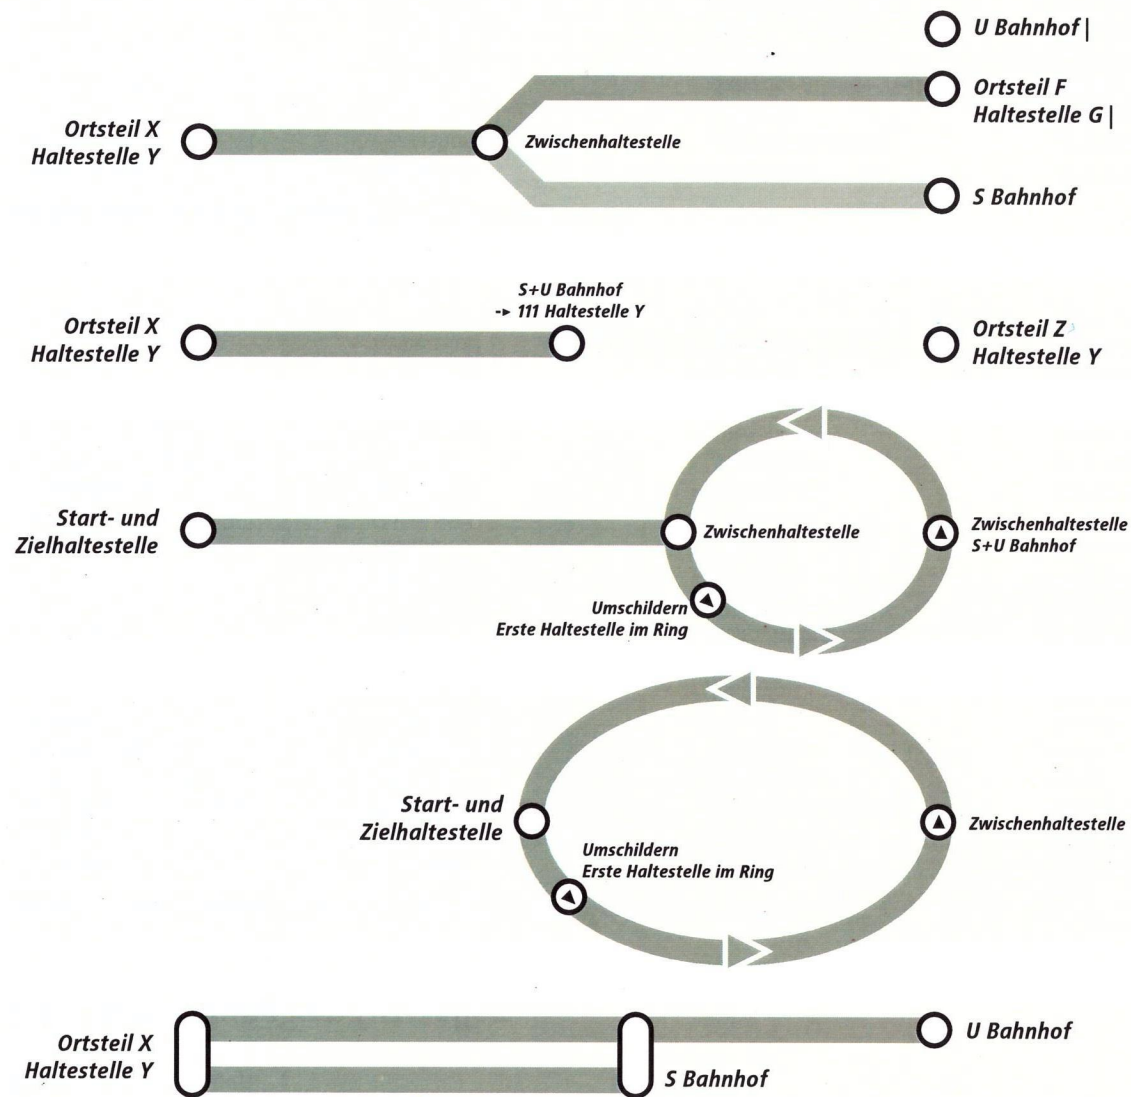 U Bahnhof |
Ortsteil F
Haltestelle G |
Ortsteil X
Haltestelle Y
Zwischenhaltestelle
S Bahnhof
S+U Bahnhof
-► 111 Haltestelle Y
Ortsteil X
Haltestelle Y
Ortsteil Z
Haltestelle Y
Start- und
Zielhaltestelle
Zwischenhaltestelle
Zwischenhaltestelle
S+U Bahnhof
Umschildern
Erste Haltestelle im Ring
Start- und
Zielhaltestelle
Zwischenhaltestelle
Umschildern
Erste Haltestelle im Ring
Ortsteil X
Haltestelle Y
U Bahnhof
S Bahnhof